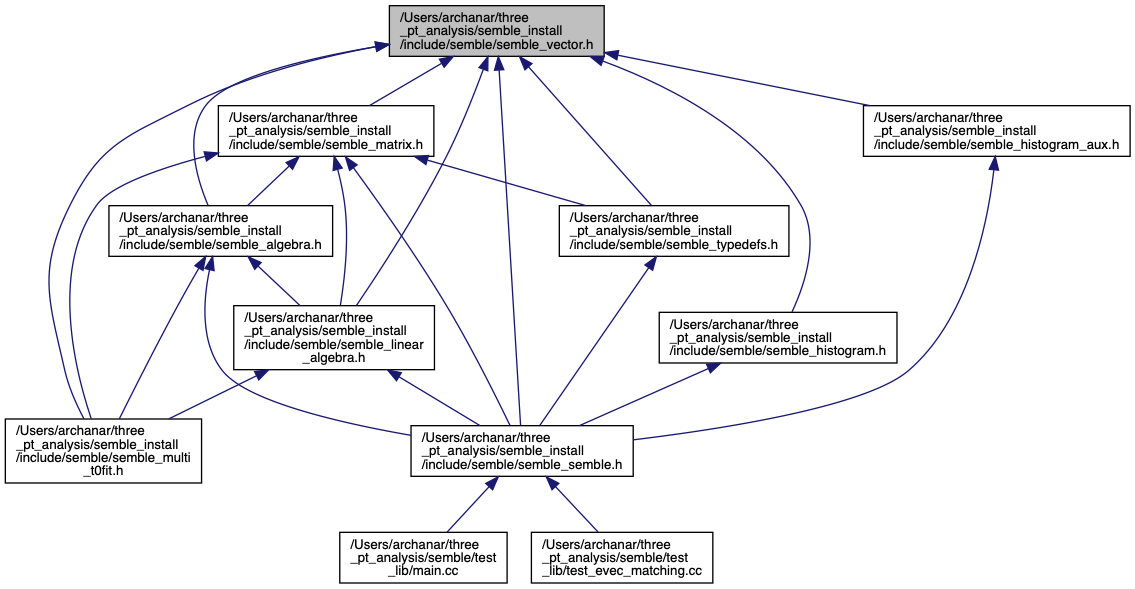 /Users/archanar/three
_pt_analysis/semble_install
/include/semble/semble_vector.h
/Users/archanar/three
_pt_analysis/semble_install
/include/semble/semble_matrix.h
/Users/archanar/three
_pt_analysis/semble_install
/include/semble/semble_histogram_aux.h
/Users/archanar/three
_pt_analysis/semble_install
/include/semble/semble_algebra.h
/Users/archanar/three
_pt_analysis/semble_install
/include/semble/semble_typedefs.h
/Users/archanar/three
_pt_analysis/semble_install
/include/semble/semble_linear
_algebra.h
/Users/archanar/three
_pt_analysis/semble_install
/include/semble/semble_histogram.h
/Users/archanar/three
_pt_analysis/semble_install
/include/semble/semble_multi
_t0fit.h
/Users/archanar/three
_pt_analysis/semble_install
/include/semble/semble_semble.h
/Users/archanar/three
_pt_analysis/semble/test
_lib/main.cc
/Users/archanar/three
_pt_analysis/semble/test
_lib/test_evec_matching.cc